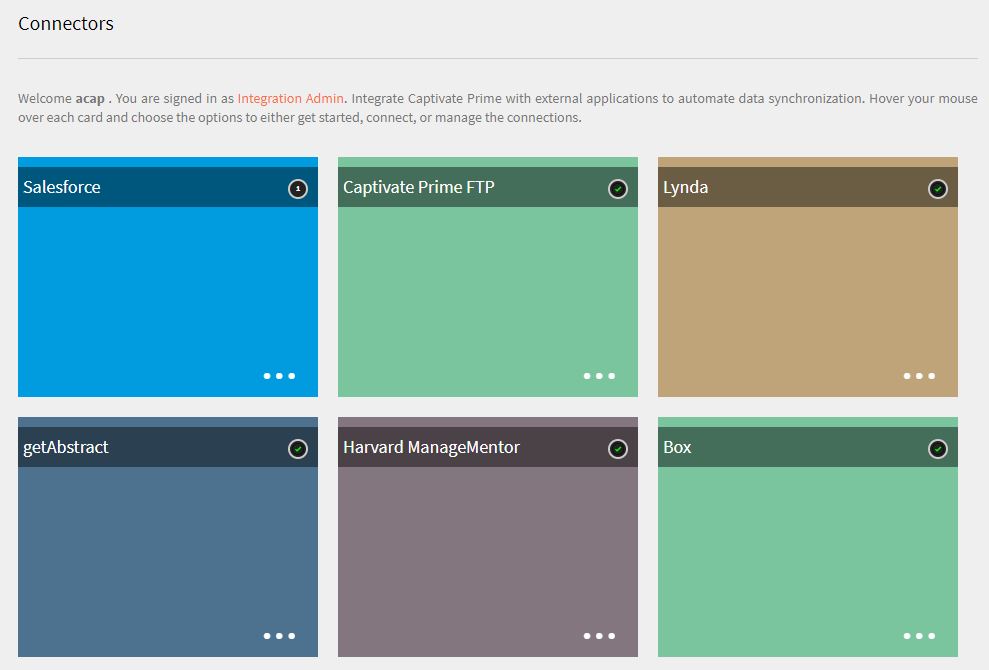 Connectors
Welcome acap . You are signed in as Integration Admin. Integrate Captivate Prime with external applications to automate data synchronization. Hover your mouse
over each card and choose the options to either get started, connect, or manage the connections.
Salesforce 1
Captivate Prime FTP
Lynda
getAbstract
Harvard ManageMentor
Box